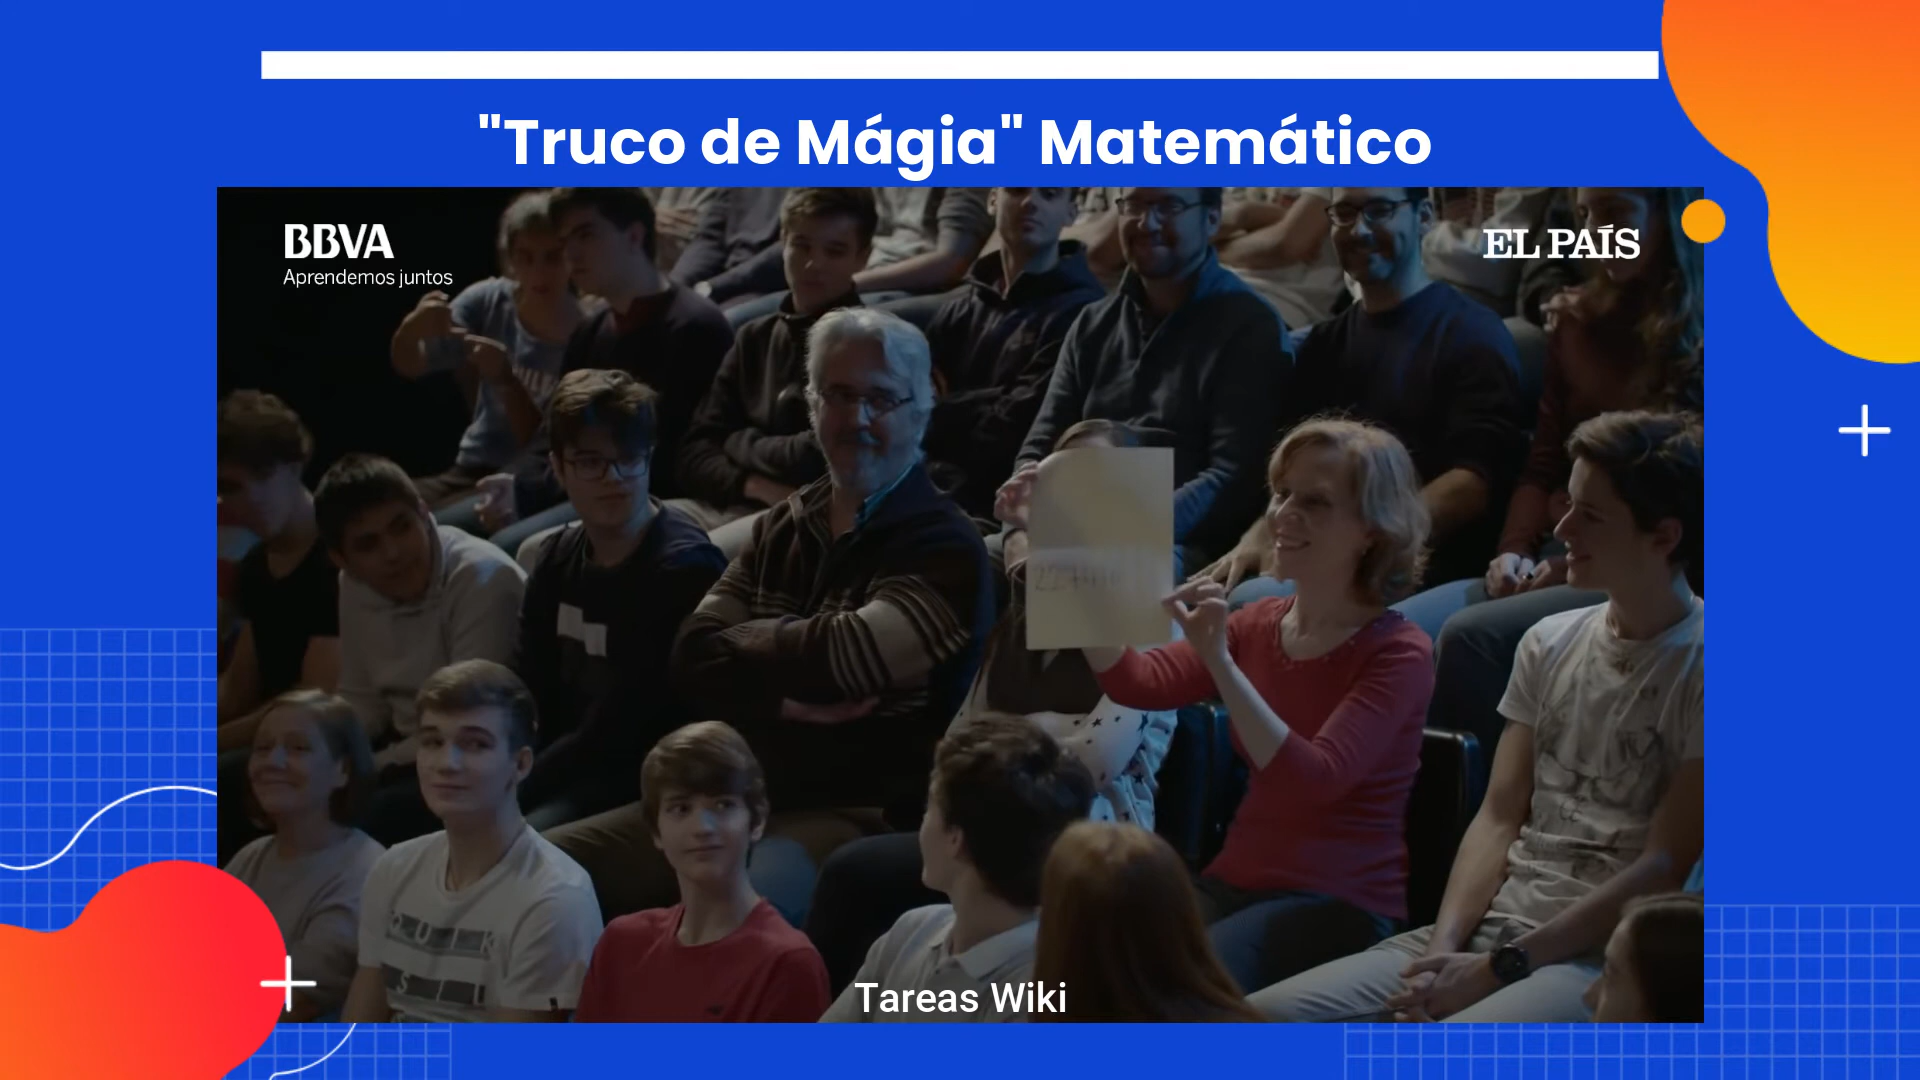 "Truco de Mágia" Matemático
BBVA
Aprendemos juntos
EL PAÍS
Tareas Wiki